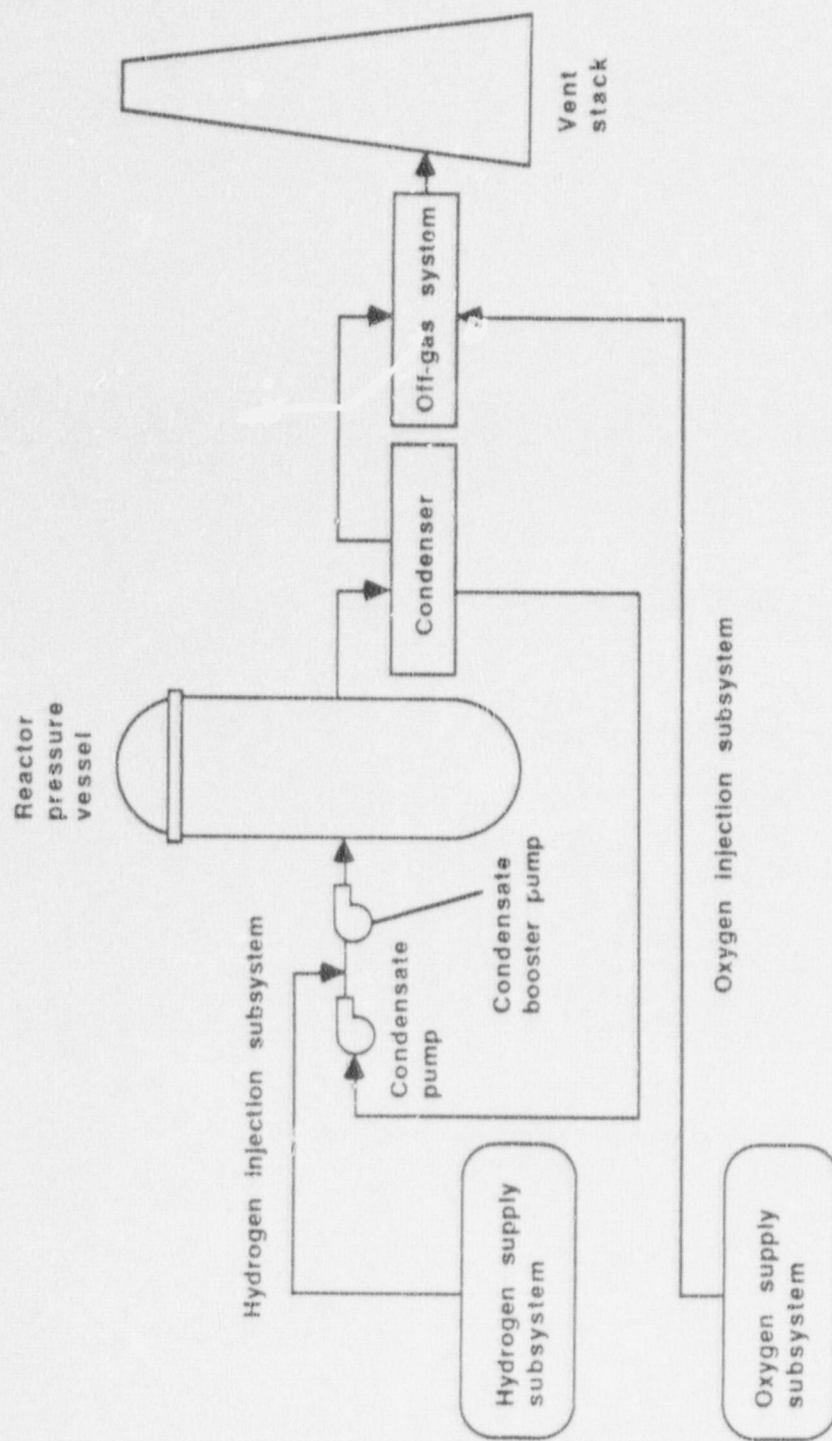 Reactor
pressure
vessel
Vent
stack
Off-gas system
Condenser
Hydrogen injection subsystem
Condensate
pump
Condensate
booster pump
Oxygen injection subsystem
Hydrogen supply
subsystem
Oxygen supply
subsystem